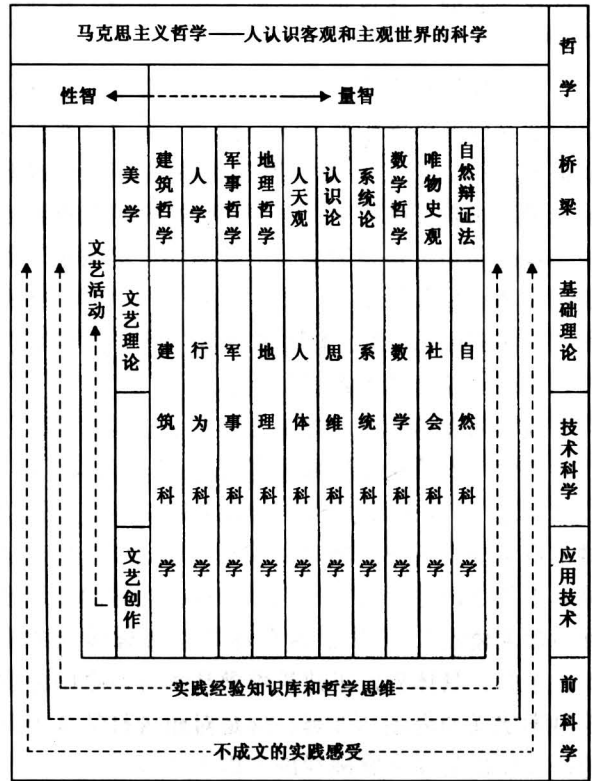 马克思主义哲学——人认识客观和主观世界的科学
哲学
性智
量智
美学
建筑哲学
人学
军事哲学
地理哲学
人天观
认识论
系统论
数学哲学
唯物史观
自然辩证法
桥梁
文艺活动
文艺理论
文艺创作
建筑科学
行为科学
军事科学
地理科学
人体科学
思维科学
系统科学
数学科学
社会科学
自然科学
基础理论
技术科学
应用技术
实践经验知识库和哲学思维
不成文的实践感受
前科学